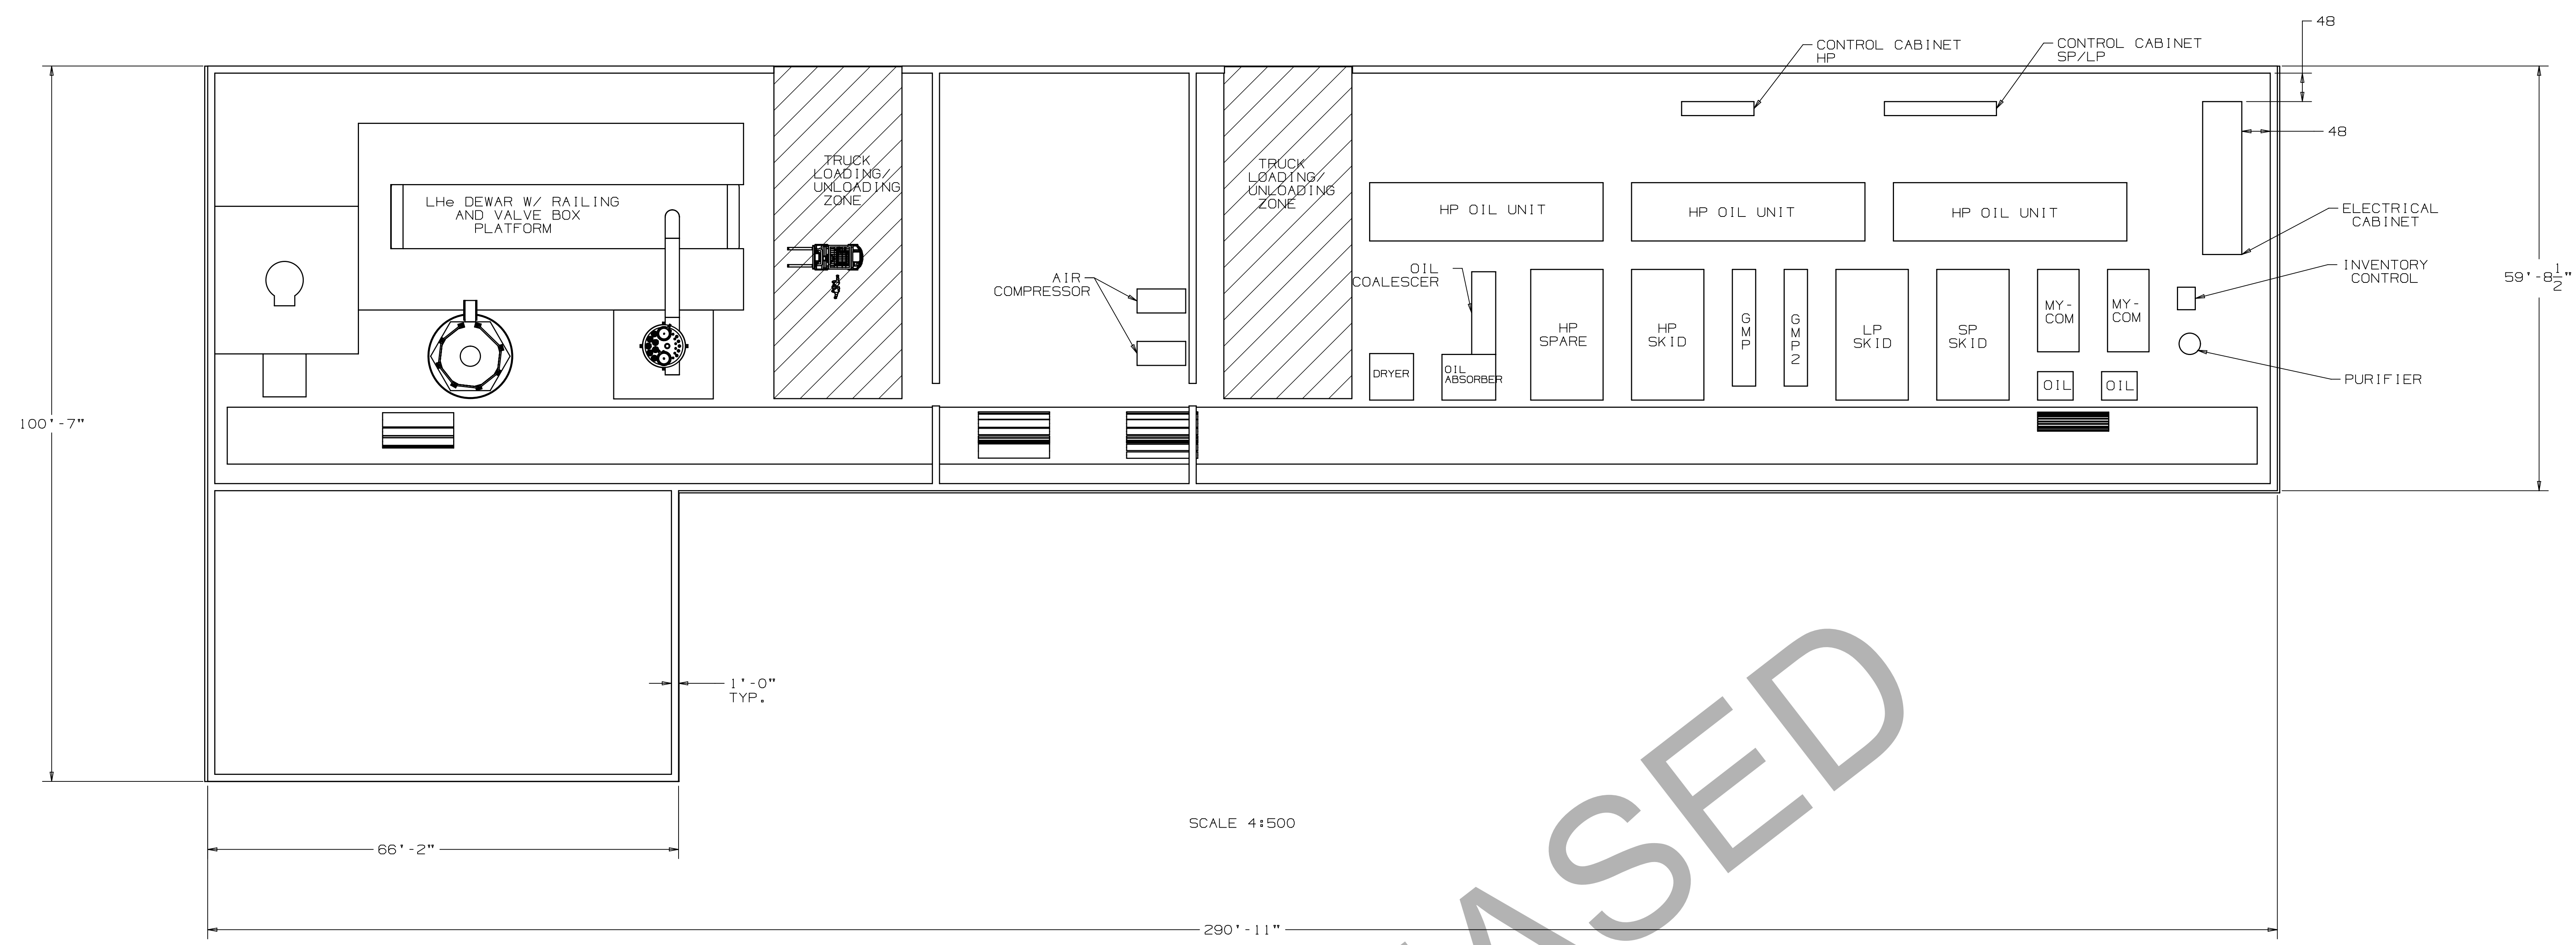 48
CONTROL CABINET
HP
CONTROL CABINET
SP/LP
48
TRUCK
LOADING/
UNLOADING
ZONE
TRUCK
LOADING/
UNLOADING
ZONE
LHe DEWAR W/ RAILING
AND VALVE BOX
PLATFORM
HP OIL UNIT
HP OIL UNIT
HP OIL UNIT
ELECTRICAL
CABINET
INVENTORY
CONTROL
59'-8 1/2"
AIR
COMPRESSOR
OIL
COALESCER
HP
SPARE
HP
SKID
G
M
P
G
M
P
2
LP
SKID
SP
SKID
MY-
COM
MY-
COM
DRYER
OIL
ABSORBER
OIL
OIL
PURIFIER
100'-7"
1'-0"
TYP.
SCALE 4:500
66'-2"
290'-11"
ASED